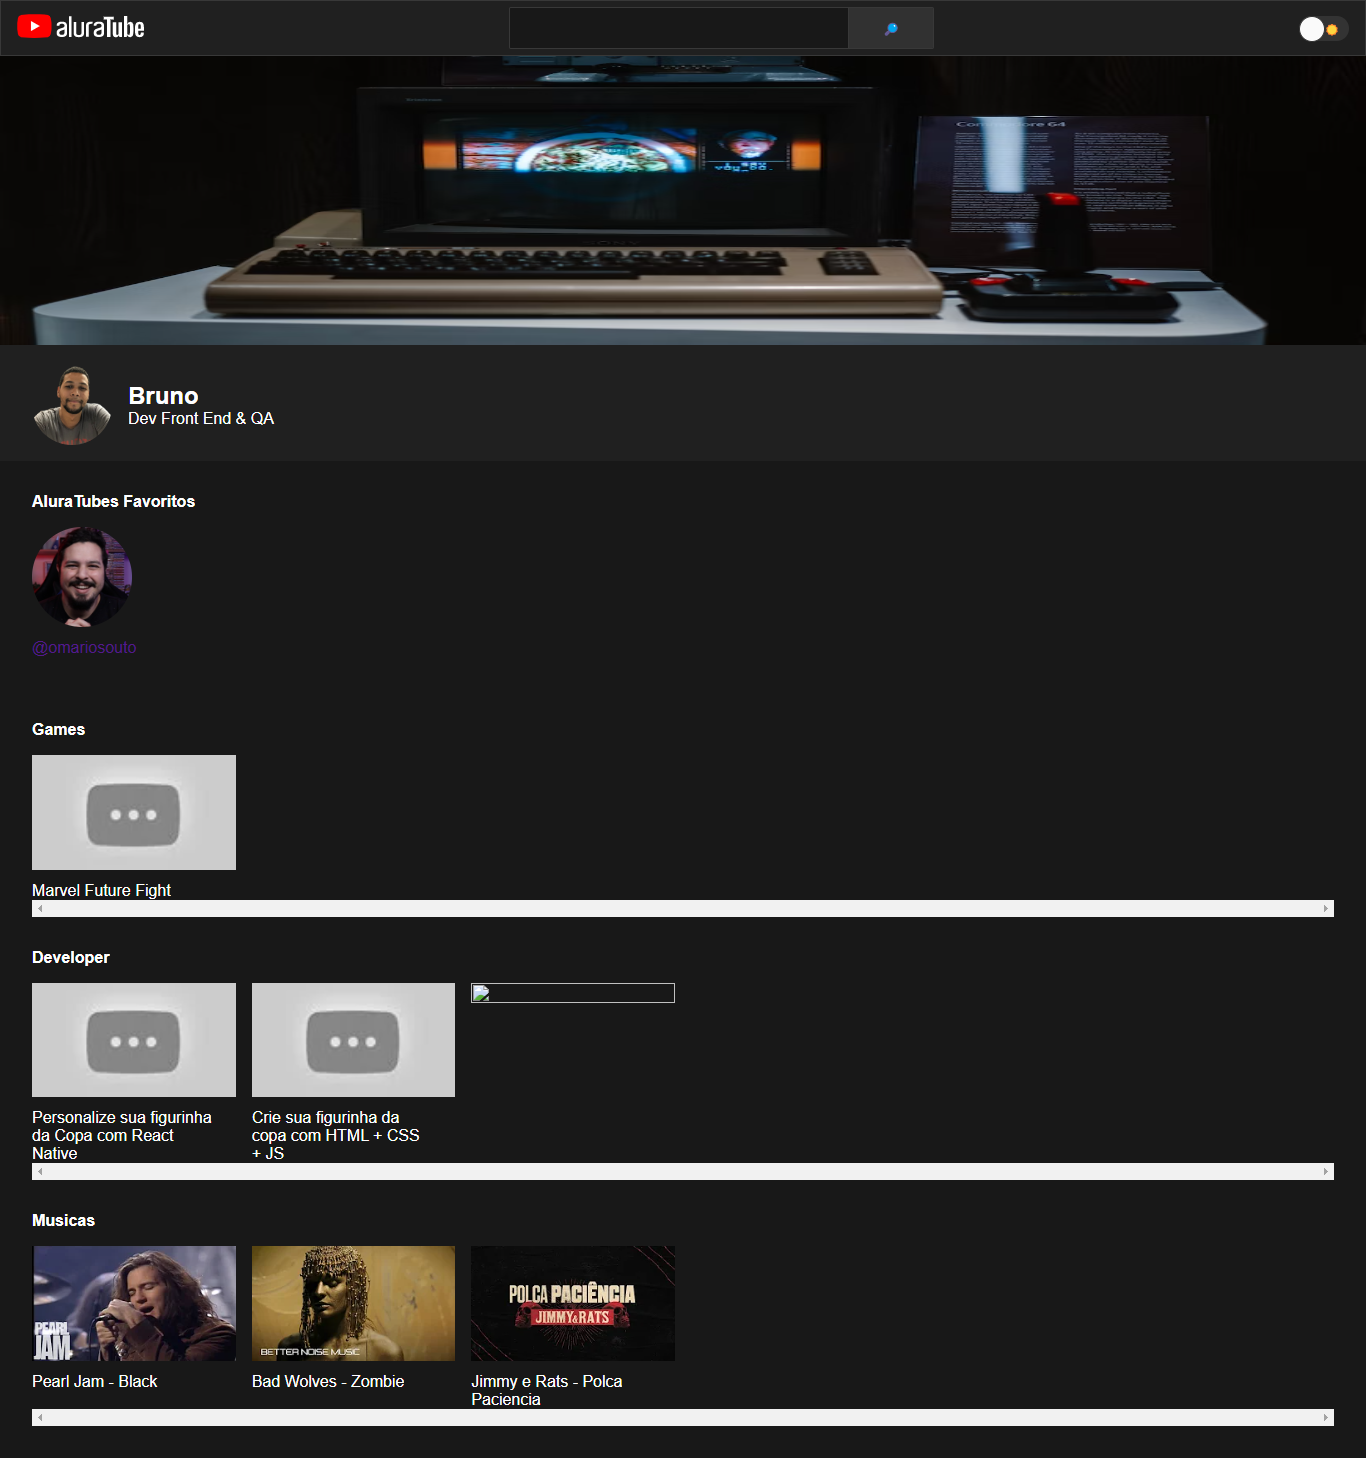 aluraTube
Commodore 64
Bruno
Dev Front End & QA
AluraTubes Favoritos
@omariosouto
Games
Marvel Future Fight
Developer
Personalize sua figurinha
da Copa com React
Native
Crie sua figurinha da
copa com HTML + CSS
+ JS
Musicas
PEARL
JAM
BETTER NOISE MUSIC
POLCA PACIÊNCIA
JIMMY & RATS
Pearl Jam - Black
Bad Wolves - Zombie
Jimmy e Rats - Polca
Paciencia